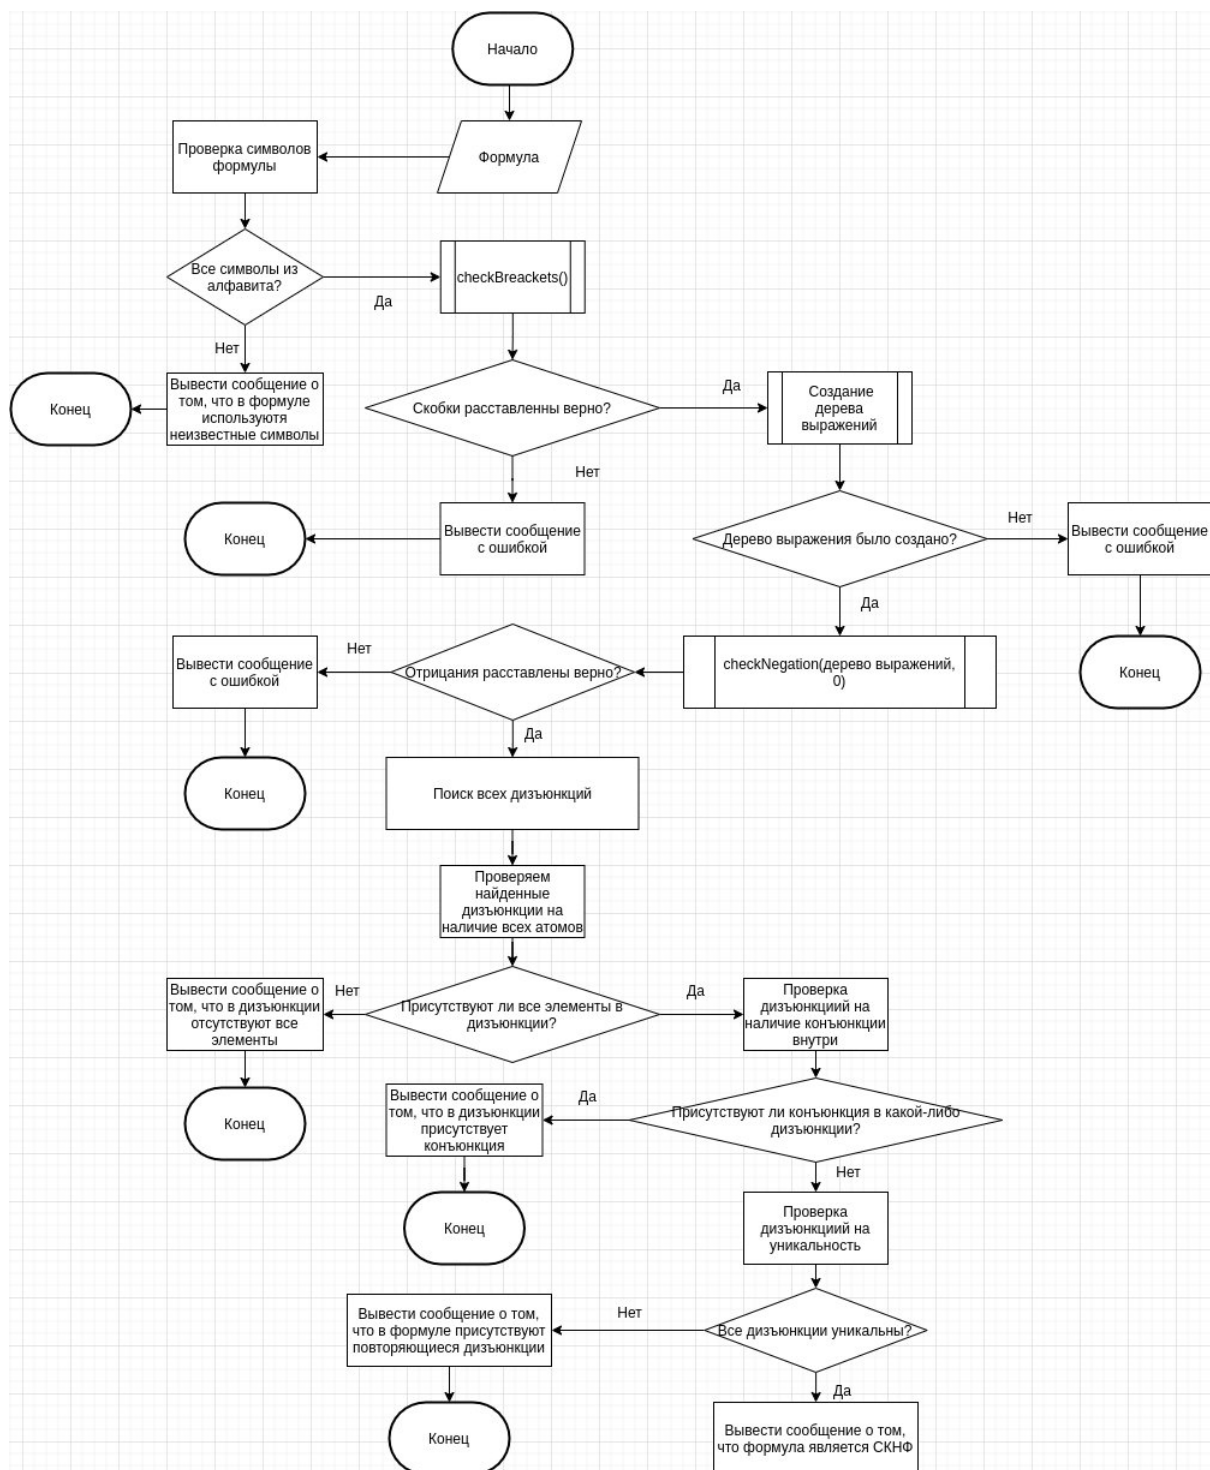 Начало
Формула
Проверка символов
формулы
Все символы из
алфавита?
Да
checkBreackets()
Нет
Вывести сообщение о
том, что в формуле
используютя
неизвестные символы
Конец
Скобки расставленны верно?
Да
Создание
дерева
выражений
Нет
Вывести сообщение
с ошибкой
Конец
Дерево выражения было создано?
Нет
Вывести сообщение
с ошибкой
Конец
Да
checkNegation(дерево выражений,
0)
Отрицания расставлены верно?
Нет
Вывести сообщение
с ошибкой
Конец
Да
Поиск всех дизъюнкций
Проверяем
найденные
дизъюнкции на
наличие всех атомов
Присутствуют ли все элементы в
дизъюнкции?
Нет
Вывести сообщение о
том, что в дизъюнкции
отсутствуют все
элементы
Конец
Да
Проверка
дизъюнкциий на
наличие конъюнкции
внутри
Присутствуют ли конъюнкция в какой-либо
дизъюнкции?
Да
Вывести сообщение о
том, что в дизъюнкции
присутствует
конъюнкция
Конец
Нет
Проверка
дизъюнкциий на
уникальность
Все дизъюнкции уникальны?
Нет
Вывести сообщение о том,
что в формуле присутствуют
повторяющиеся дизъюнкции
Конец
Да
Вывести сообщение о том,
что формула является СКНФ